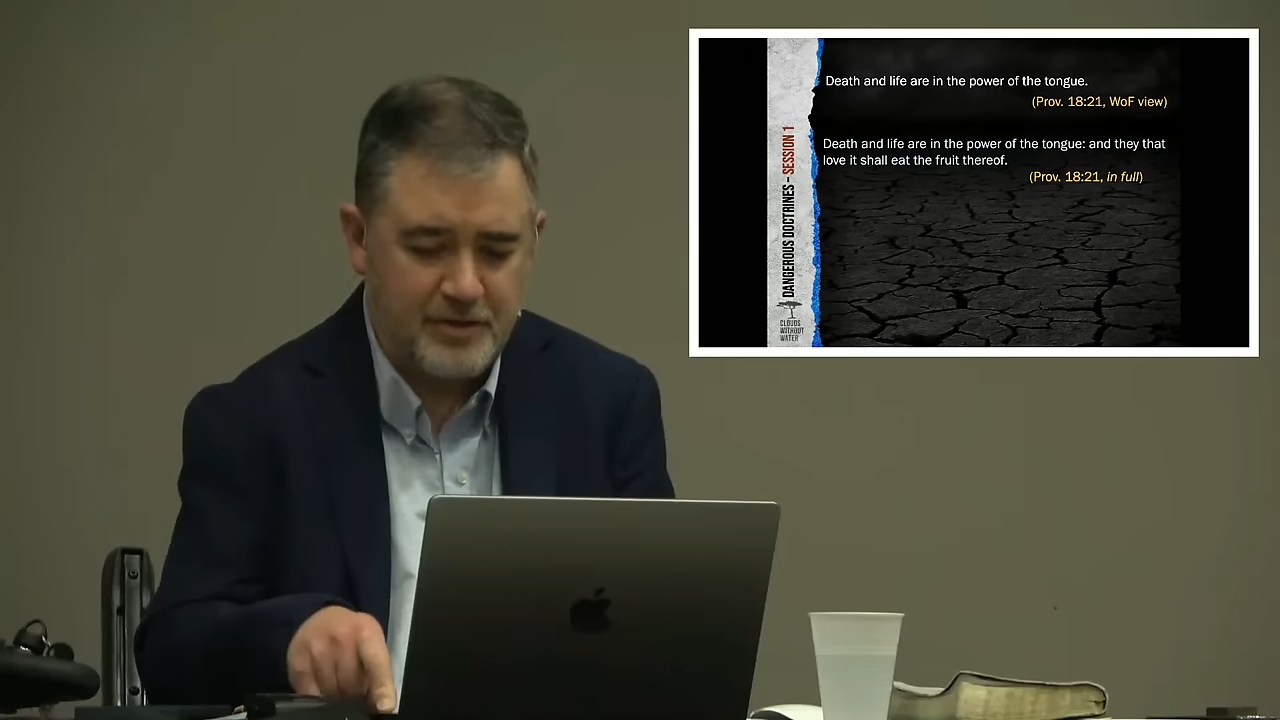 Death and life are in the power of the tongue.
(Prov. 18:21, WoF view)
Death and life are in the power of the tongue: and they that
love it shall eat the fruit thereof.
(Prov. 18:21, in full)
DANGEROUS DOCTRINES – SESSION 1
CLOUDS
WITHOUT
WATER